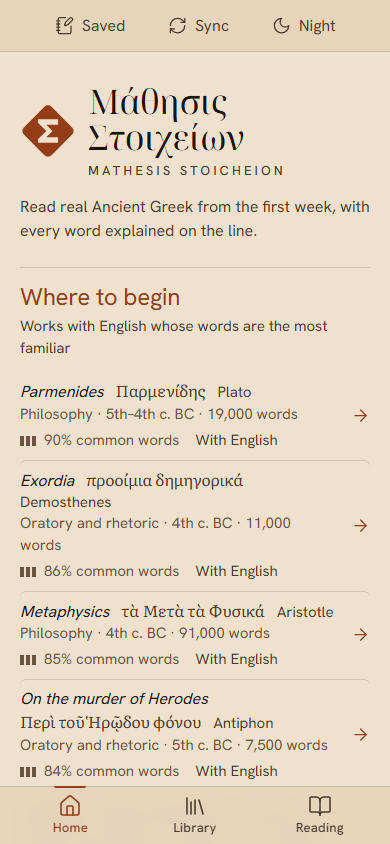 Saved Sync Night
Σ
Μάθησις
Στοιχείων
MATHESIS STOICHEION
Read real Ancient Greek from the first week, with
every word explained on the line.
Where to begin
Works with English whose words are the most
familiar
Parmenides Παρμενίδης Plato
Philosophy · 5th–4th c. BC · 19,000 words
90% common words With English
Exordia προοίμια δημηγορικά
Demosthenes
Oratory and rhetoric · 4th c. BC · 11,000
words
86% common words With English
Metaphysics τὰ Μετὰ τὰ Φυσικά Aristotle
Philosophy · 4th c. BC · 91,000 words
85% common words With English
On the murder of Herodes
Περὶ τοῦ Ἡρῷδου φόνου Antiphon
Oratory and rhetoric · 5th c. BC · 7,500 words
84% common words With English
Home Library Reading